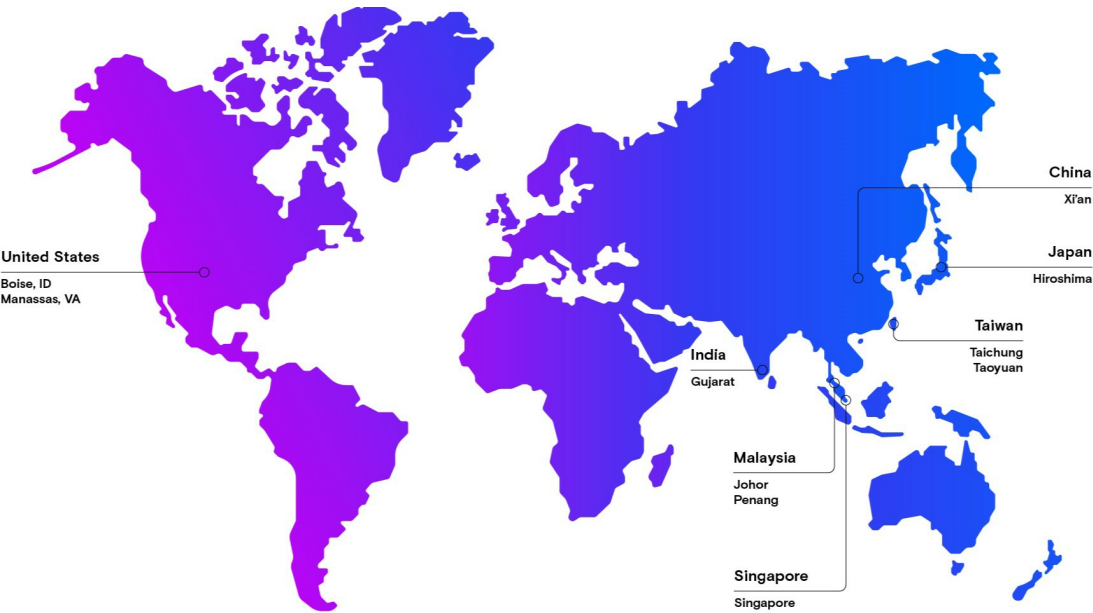 China
Xi'an
United States
Boise, ID
Manassas, VA
Japan
Hiroshima
Taiwan
Taichung
Taoyuan
India
Gujarat
Malaysia
Johor
Penang
Singapore
Singapore